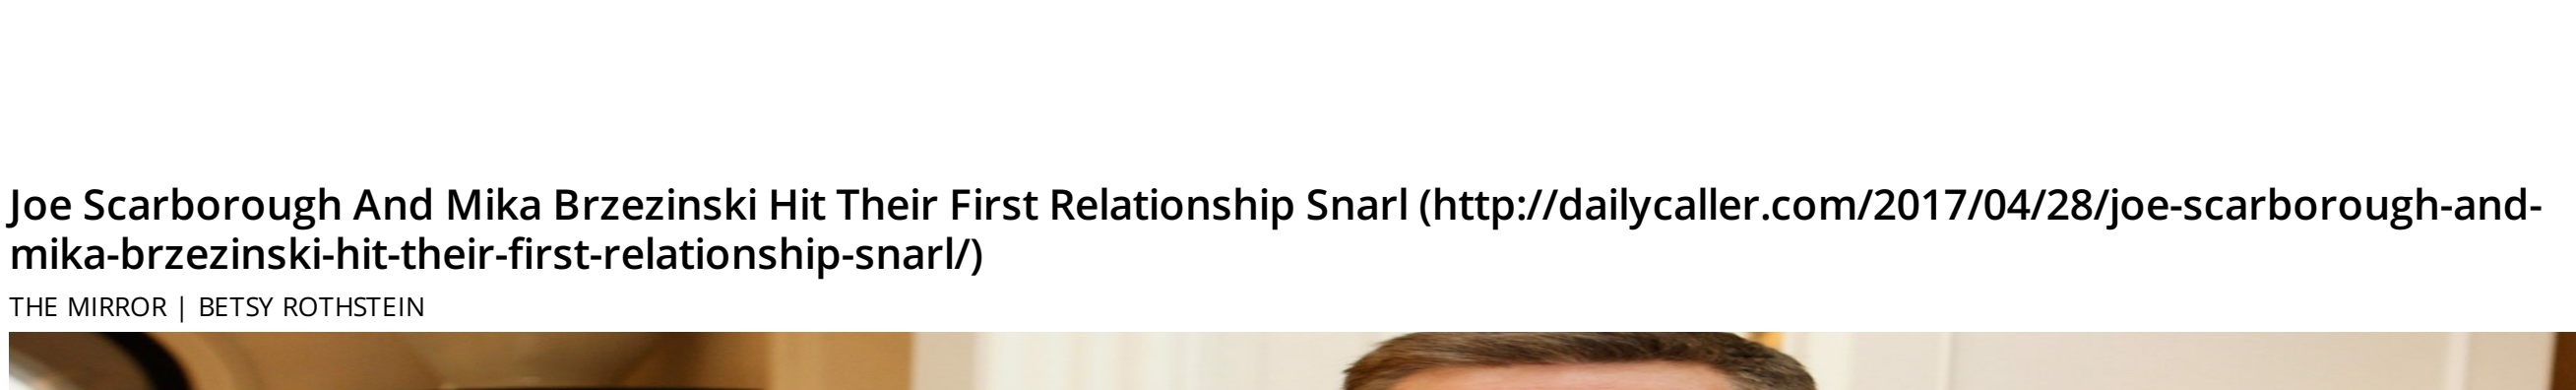 Joe Scarborough And Mika Brzezinski Hit Their First Relationship Snarl (http://dailycaller.com/2017/04/28/joe-scarborough-and-
mika-brzezinski-hit-their-first-relationship-snarl/)
THE MIRROR | BETSY ROTHSTEIN